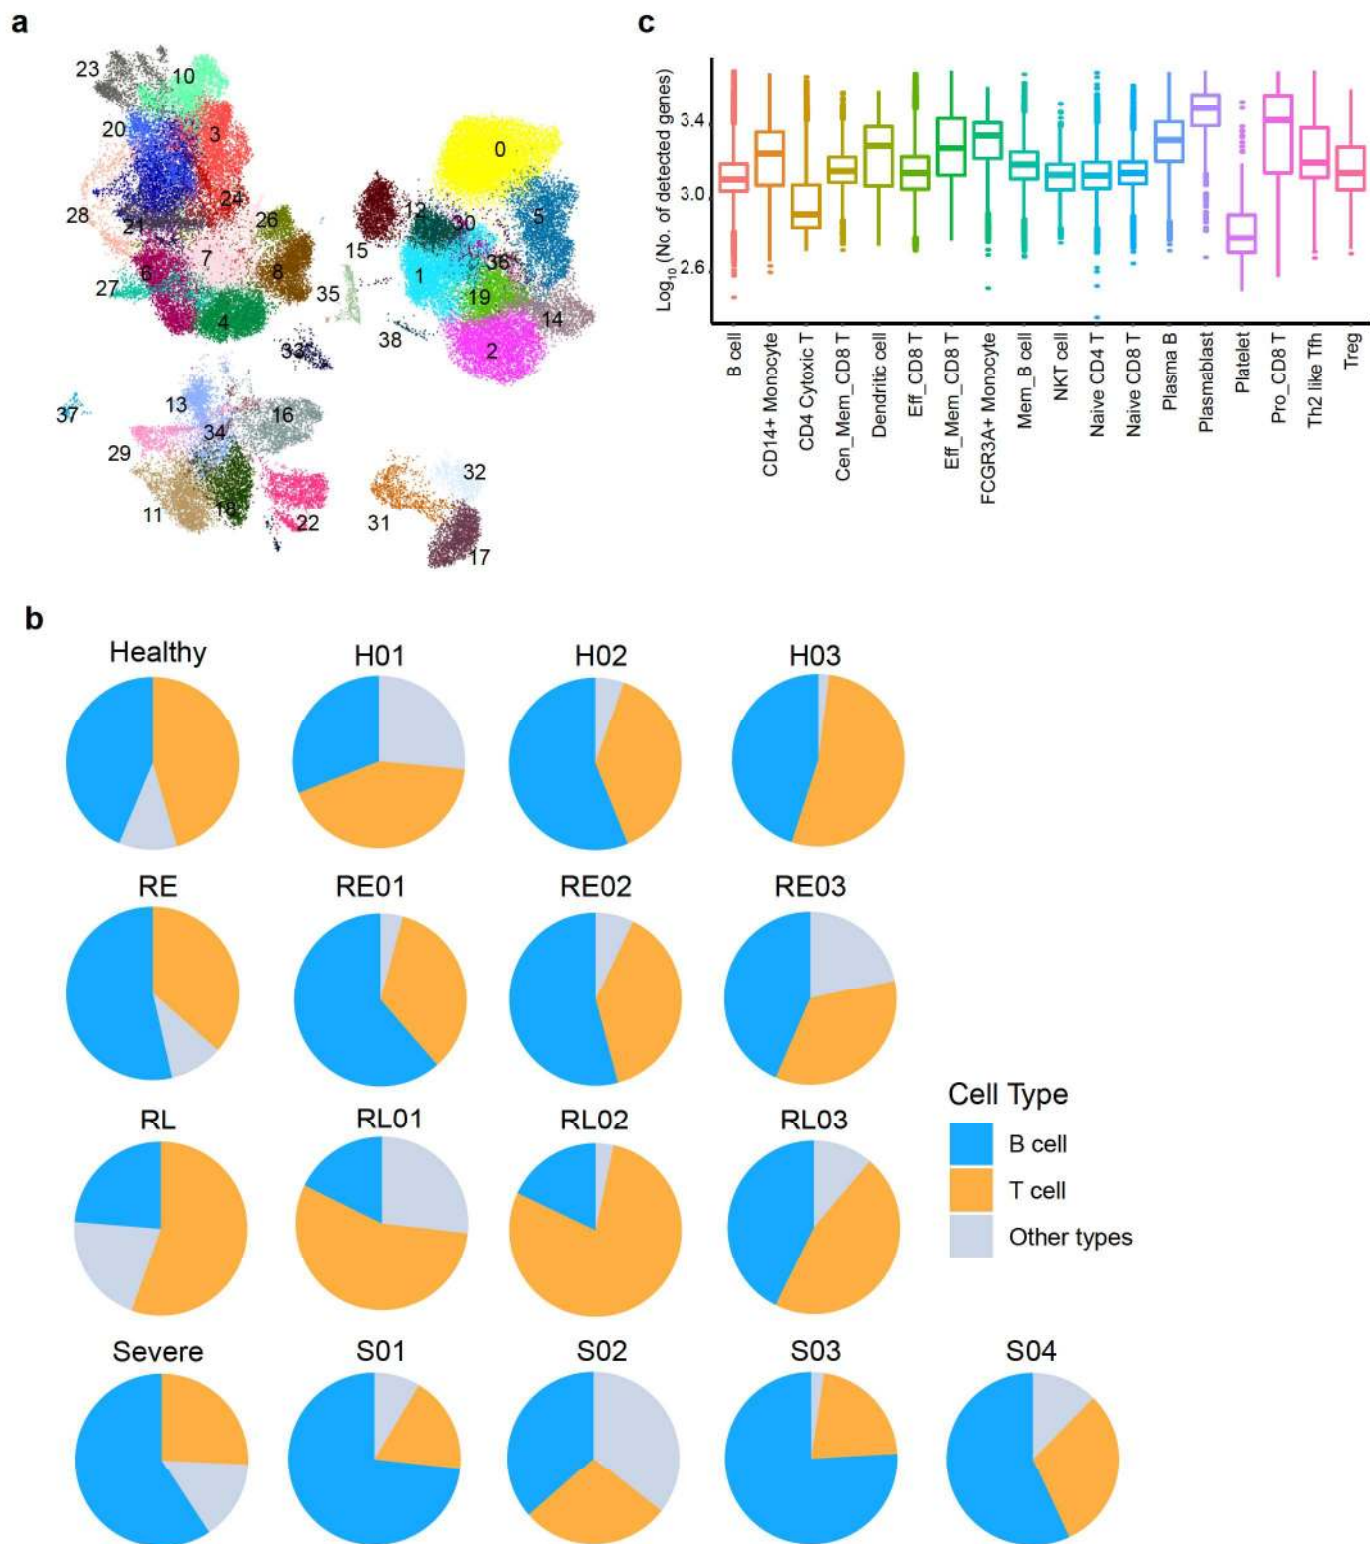 a
23
10
20
3
28
24
21
26
7
6
8
27
4
33
0
12
30
5
15
36
1
35
19
14
38
2
37
13
16
34
29
11
18
22
32
31
17
c
Log10 (No. of detected genes)
3.4
3.0
2.6
B cell
CD14+ Monocyte
CD4 Cytoxic T
Cen_Mem_CD8 T
Dendritic cell
Eff_CD8 T
Eff_Mem_CD8 T
FCGR3A+ Monocyte
Mem_B cell
NKT cell
Naive CD4 T
Naive CD8 T
Plasma B
Plasmablast
Platelet
Pro_CD8 T
Th2 like Tfh
Treg
b
Healthy H01 H02 H03
RE RE01 RE02 RE03
RL RL01 RL02 RL03
Severe S01 S02 S03 S04
Cell Type
B cell
T cell
Other types